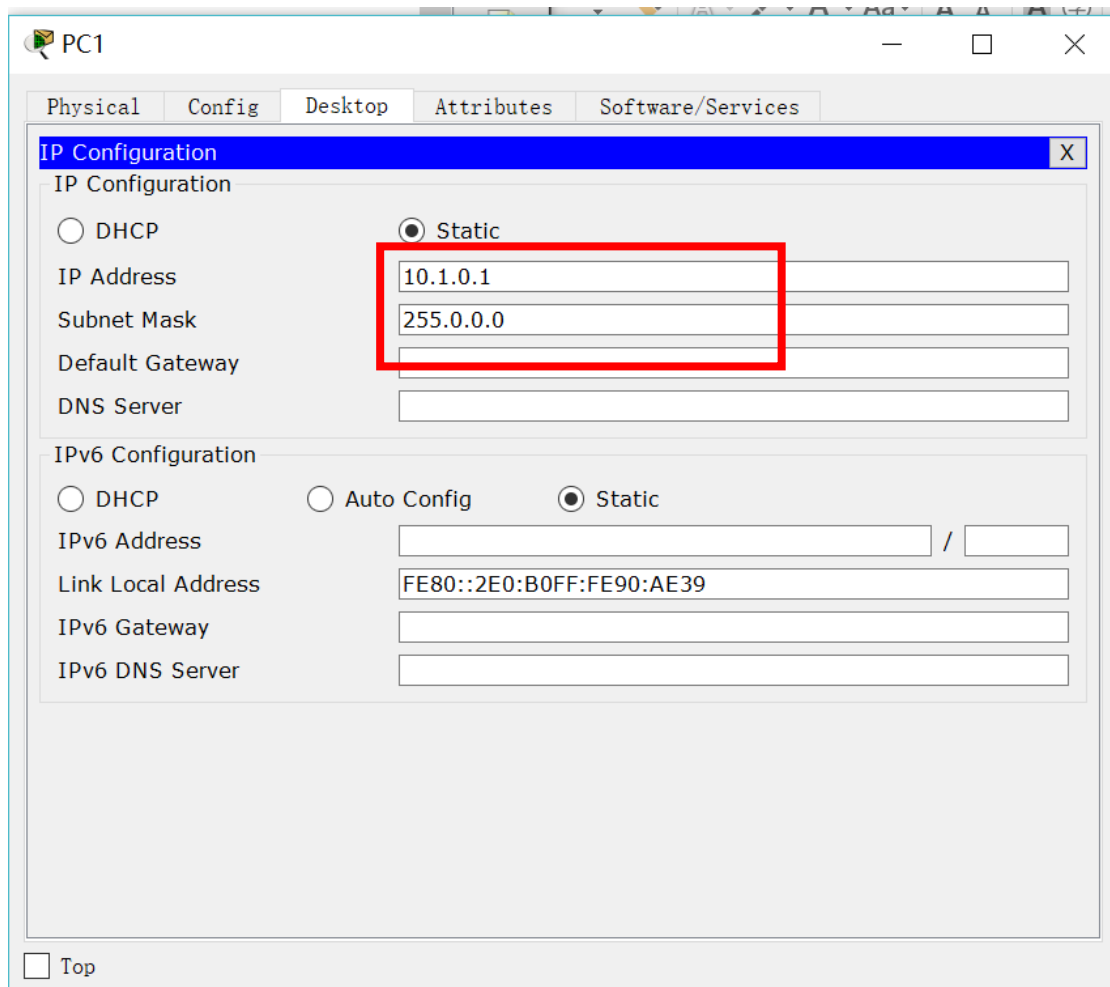 PC1
Physical Config Desktop Attributes Software/Services
IP Configuration X
IP Configuration
DHCP Static
IP Address 10.1.0.1
Subnet Mask 255.0.0.0
Default Gateway
DNS Server
IPv6 Configuration
DHCP Auto Config Static
IPv6 Address /
Link Local Address FE80::2E0:B0FF:FE90:AE39
IPv6 Gateway
IPv6 DNS Server
Top